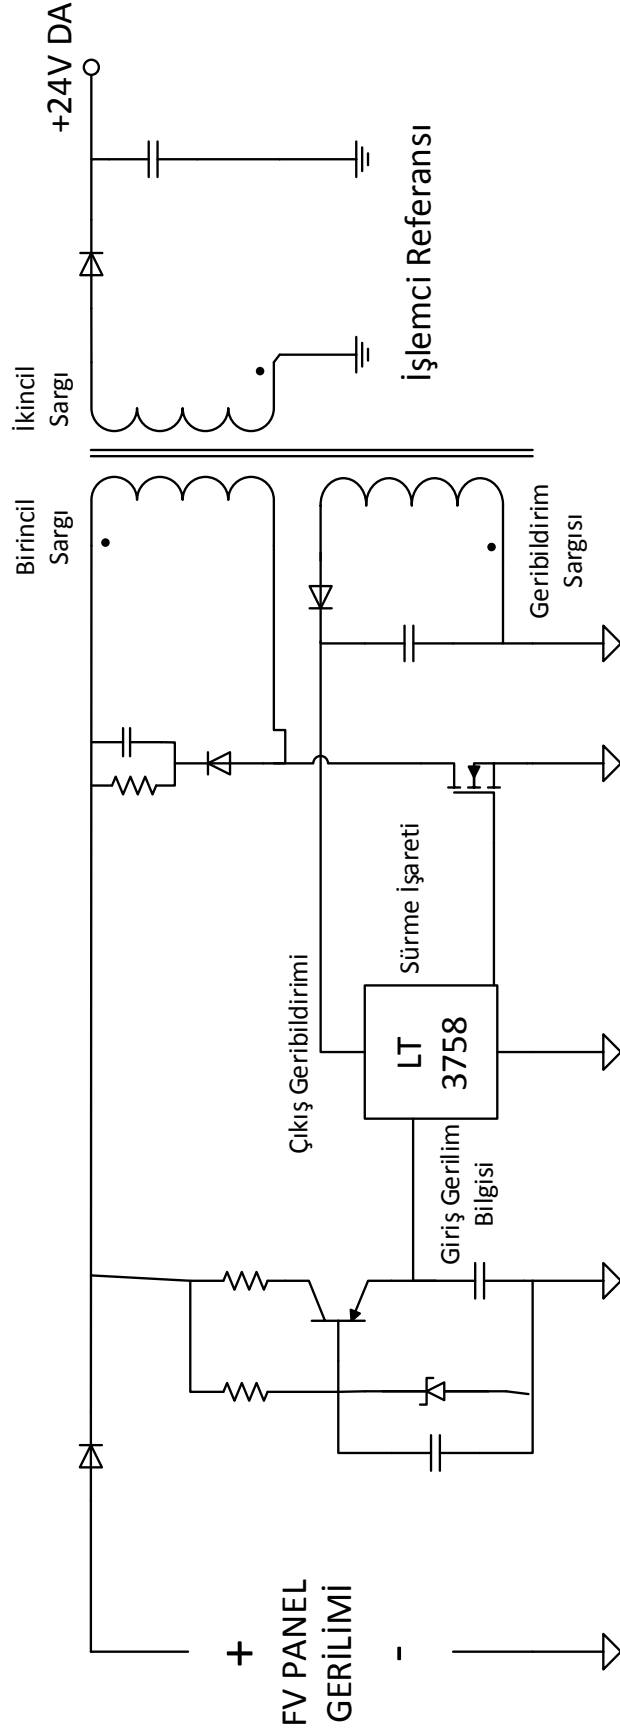 FV PANEL
GERİLİMİ
+
-
Giriş Gerilim
Bilgisi
LT
3758
Çıkış Geribildirimi
Sürme İşareti
Birincil
Sargı
İkincil
Sargı
Geribildirim
Sargısı
İşlemci Referansı
+24V DA